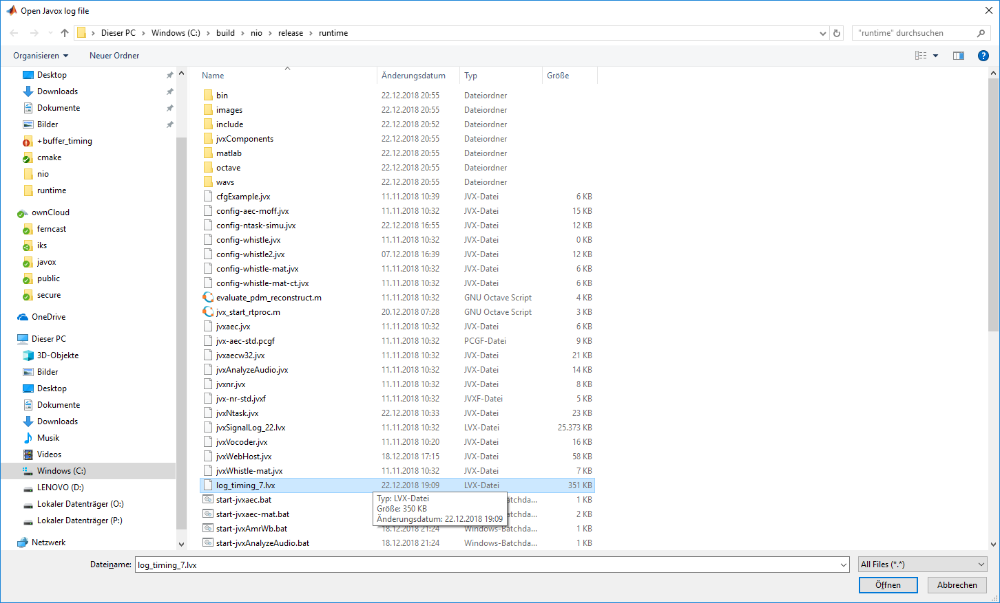 Open Javox log file
Dieser PC > Windows (C:) > build > nio > release > runtime
"runtime" durchsuchen
Organisieren
Neuer Ordner
Desktop
Downloads
Dokumente
Bilder
+buffer_timing
cmake
nio
runtime
ownCloud
ferncast
iks
javox
public
secure
OneDrive
Dieser PC
3D-Objekte
Bilder
Desktop
Dokumente
Downloads
Musik
Videos
Windows (C:)
LENOVO (D:)
Lokaler Datenträger (O:)
Lokaler Datenträger (P:)
Netzwerk
Name Änderungsdatum Typ Größe
bin 22.12.2018 20:55 Dateiordner
images 22.12.2018 20:55 Dateiordner
include 22.12.2018 20:52 Dateiordner
jvxComponents 22.12.2018 20:55 Dateiordner
matlab 22.12.2018 20:55 Dateiordner
octave 22.12.2018 20:55 Dateiordner
wavs 22.12.2018 20:55 Dateiordner
cfgExample.jvx 11.11.2018 10:39 JVX-Datei 6 KB
config-aec-moff.jvx 11.11.2018 10:32 JVX-Datei 15 KB
config-ntask-simu.jvx 22.12.2018 16:55 JVX-Datei 12 KB
config-whistle.jvx 11.11.2018 10:32 JVX-Datei 0 KB
config-whistle2.jvx 07.12.2018 16:39 JVX-Datei 12 KB
config-whistle-mat.jvx 11.11.2018 10:32 JVX-Datei 6 KB
config-whistle-mat-ct.jvx 11.11.2018 10:32 JVX-Datei 6 KB
evaluate_pdm_reconstruct.m 11.11.2018 10:32 GNU Octave Script 4 KB
jvx_start_rtproc.m 20.12.2018 07:28 GNU Octave Script 3 KB
jvxaec.jvx 11.11.2018 10:32 JVX-Datei 6 KB
jvx-aec-std.pcgf 11.11.2018 10:32 PCGF-Datei 9 KB
jvxaecw32.jvx 11.11.2018 10:32 JVX-Datei 21 KB
jvxAnalyzeAudio.jvx 11.11.2018 10:32 JVX-Datei 14 KB
jvxnr.jvx 11.11.2018 10:32 JVX-Datei 8 KB
jvx-nr-std.jvxf 11.11.2018 10:32 JVXF-Datei 5 KB
jvxNtask.jvx 22.12.2018 10:33 JVX-Datei 23 KB
jvxSignalLog_22.lvx 11.11.2018 10:32 LVX-Datei 25.373 KB
jvxVocoder.jvx 11.11.2018 10:20 JVX-Datei 16 KB
jvxWebHost.jvx 18.12.2018 17:15 JVX-Datei 58 KB
jvxWhistle-mat.jvx 11.11.2018 10:32 JVX-Datei 7 KB
log_timing_7.lvx 22.12.2018 19:09 LVX-Datei 351 KB
start-jvxaec.bat 1 KB
start-jvxaec-mat.bat 2 KB
start-jvxAmrWb.bat 18.12.2018 21:24 Windows-Batchda... 1 KB
start-jvxAnalyzeAudio.bat 18.12.2018 21:24 Windows-Batchda... 1 KB
Typ: LVX-Datei
Größe: 350 KB
Änderungsdatum: 22.12.2018 19:09
Dateiname: log_timing_7.lvx
All Files (*.*)
Öffnen Abbrechen